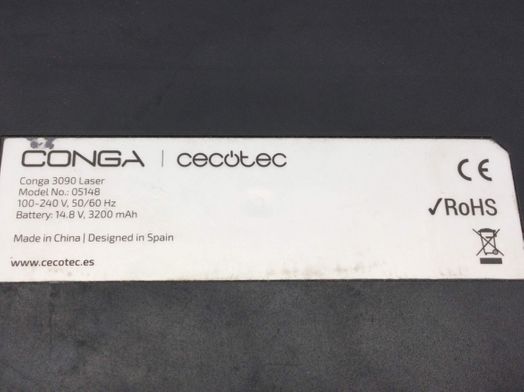 CONGA | cecotec
Conga 3090 Laser
Model No.: 05148
100-240 V, 50/60 Hz
Battery: 14.8 V, 3200 mAh
Made in China | Designed in Spain
www.cecotec.es
CE
✓RoHS